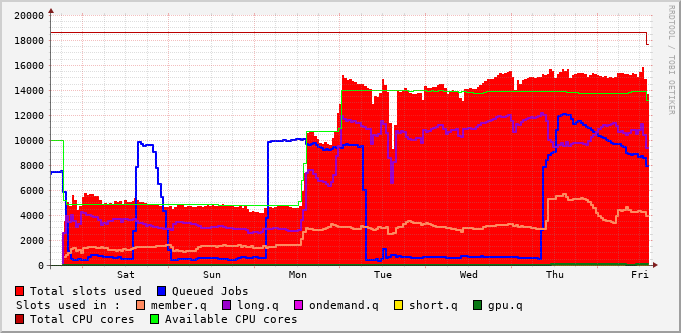 20000
18000
16000
14000
12000
10000
8000
6000
4000
2000
0
Sat Sun Mon Tue Wed Thu Fri
Total slots used Queued Jobs
Slots used in : member.q long.q ondemand.q short.q gpu.q
Total CPU cores Available CPU cores
RRDTOOL / TOBI OETIKER